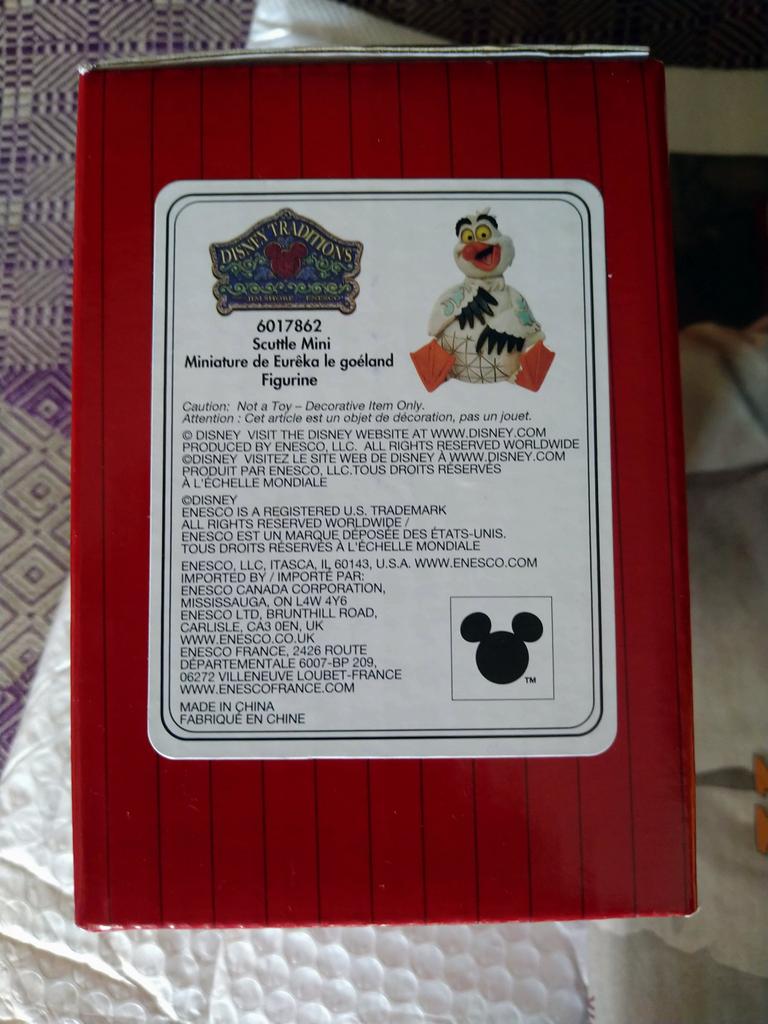 DISNEY TRADITIONS
JIM SHORE ENESCO
6017862
Scuttle Mini
Miniature de Eurêka le goéland
Figurine
Caution: Not a Toy – Decorative Item Only.
Attention : Cet article est un objet de décoration, pas un jouet.
© DISNEY VISIT THE DISNEY WEBSITE AT WWW.DISNEY.COM
PRODUCED BY ENESCO, LLC. ALL RIGHTS RESERVED WORLDWIDE
©DISNEY VISITEZ LE SITE WEB DE DISNEY À WWW.DISNEY.COM
PRODUIT PAR ENESCO, LLC.TOUS DROITS RÉSERVÉS
À L'ÉCHELLE MONDIALE
©DISNEY
ENESCO IS A REGISTERED U.S. TRADEMARK
ALL RIGHTS RESERVED WORLDWIDE /
ENESCO EST UN MARQUE DÉPOSÉE DES ÉTATS-UNIS.
TOUS DROITS RÉSERVÉS À L'ÉCHELLE MONDIALE
ENESCO, LLC, ITASCA, IL 60143, U.S.A. WWW.ENESCO.COM
IMPORTED BY / IMPORTÉ PAR:
ENESCO CANADA CORPORATION,
MISSISSAUGA, ON L4W 4Y6
ENESCO LTD, BRUNTHILL ROAD,
CARLISLE, CA3 0EN, UK
WWW.ENESCO.CO.UK
ENESCO FRANCE, 2426 ROUTE
DÉPARTEMENTALE 6007-BP 209,
06272 VILLENEUVE LOUBET-FRANCE
WWW.ENESCOFRANCE.COM
MADE IN CHINA
FABRIQUÉ EN CHINE
TM